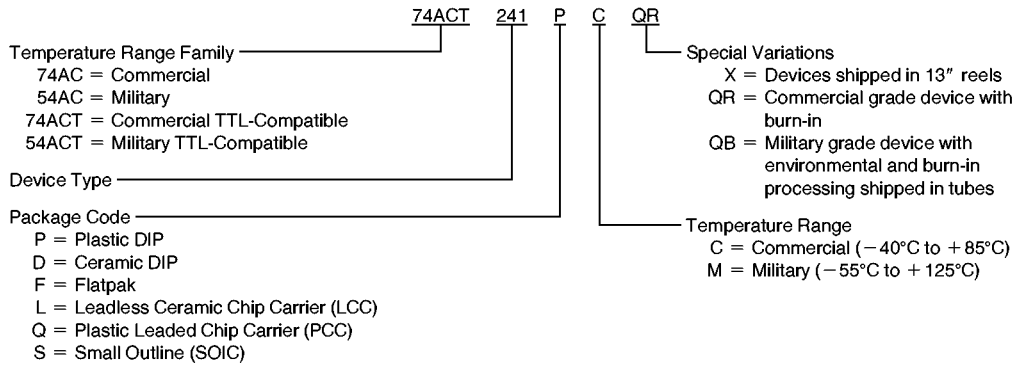 74ACT 241 P C QR
Temperature Range Family
74AC = Commercial
54AC = Military
74ACT = Commercial TTL-Compatible
54ACT = Military TTL-Compatible
Device Type
Package Code
P = Plastic DIP
D = Ceramic DIP
F = Flatpak
L = Leadless Ceramic Chip Carrier (LCC)
Q = Plastic Leaded Chip Carrier (PCC)
S = Small Outline (SOIC)
Special Variations
X = Devices shipped in 13″ reels
QR = Commercial grade device with
burn-in
QB = Military grade device with
environmental and burn-in
processing shipped in tubes
Temperature Range
C = Commercial (−40°C to +85°C)
M = Military (−55°C to +125°C)